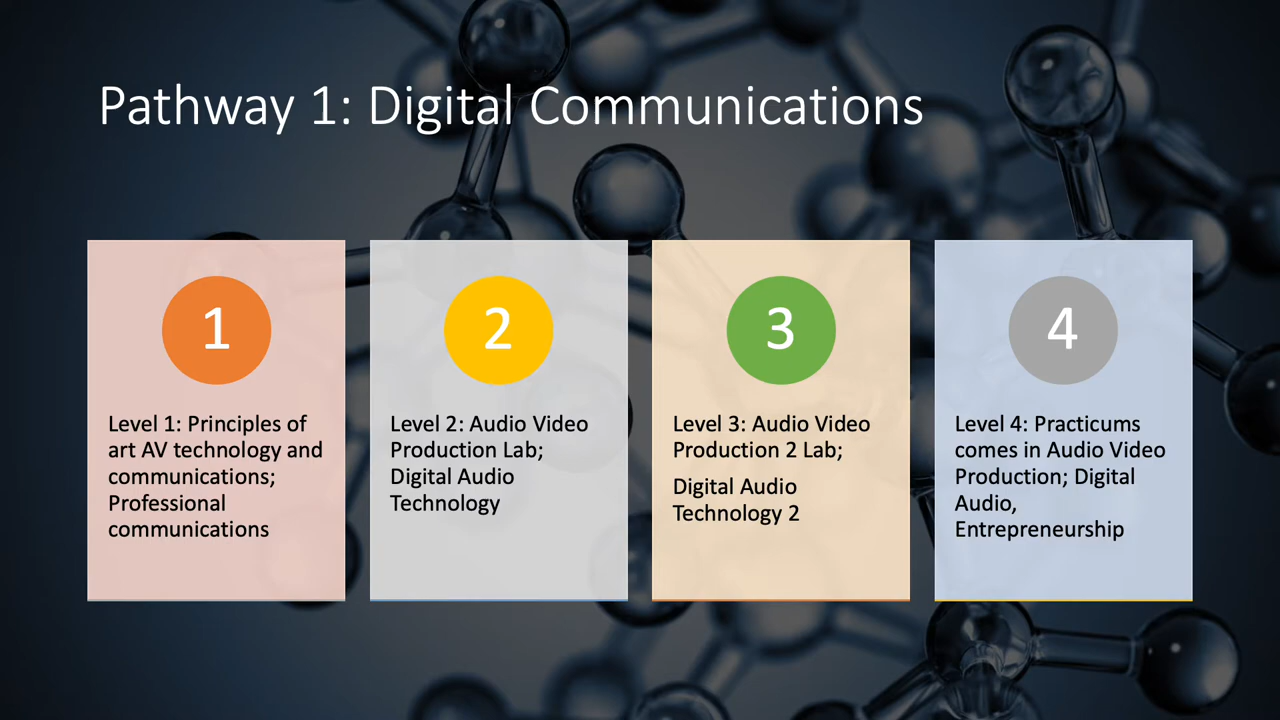 Pathway 1: Digital Communications
1
Level 1: Principles of
art AV technology and
communications;
Professional
communications
2
Level 2: Audio Video
Production Lab;
Digital Audio
Technology
3
Level 3: Audio Video
Production 2 Lab;
Digital Audio
Technology 2
4
Level 4: Practicums
comes in Audio Video
Production; Digital
Audio,
Entrepreneurship